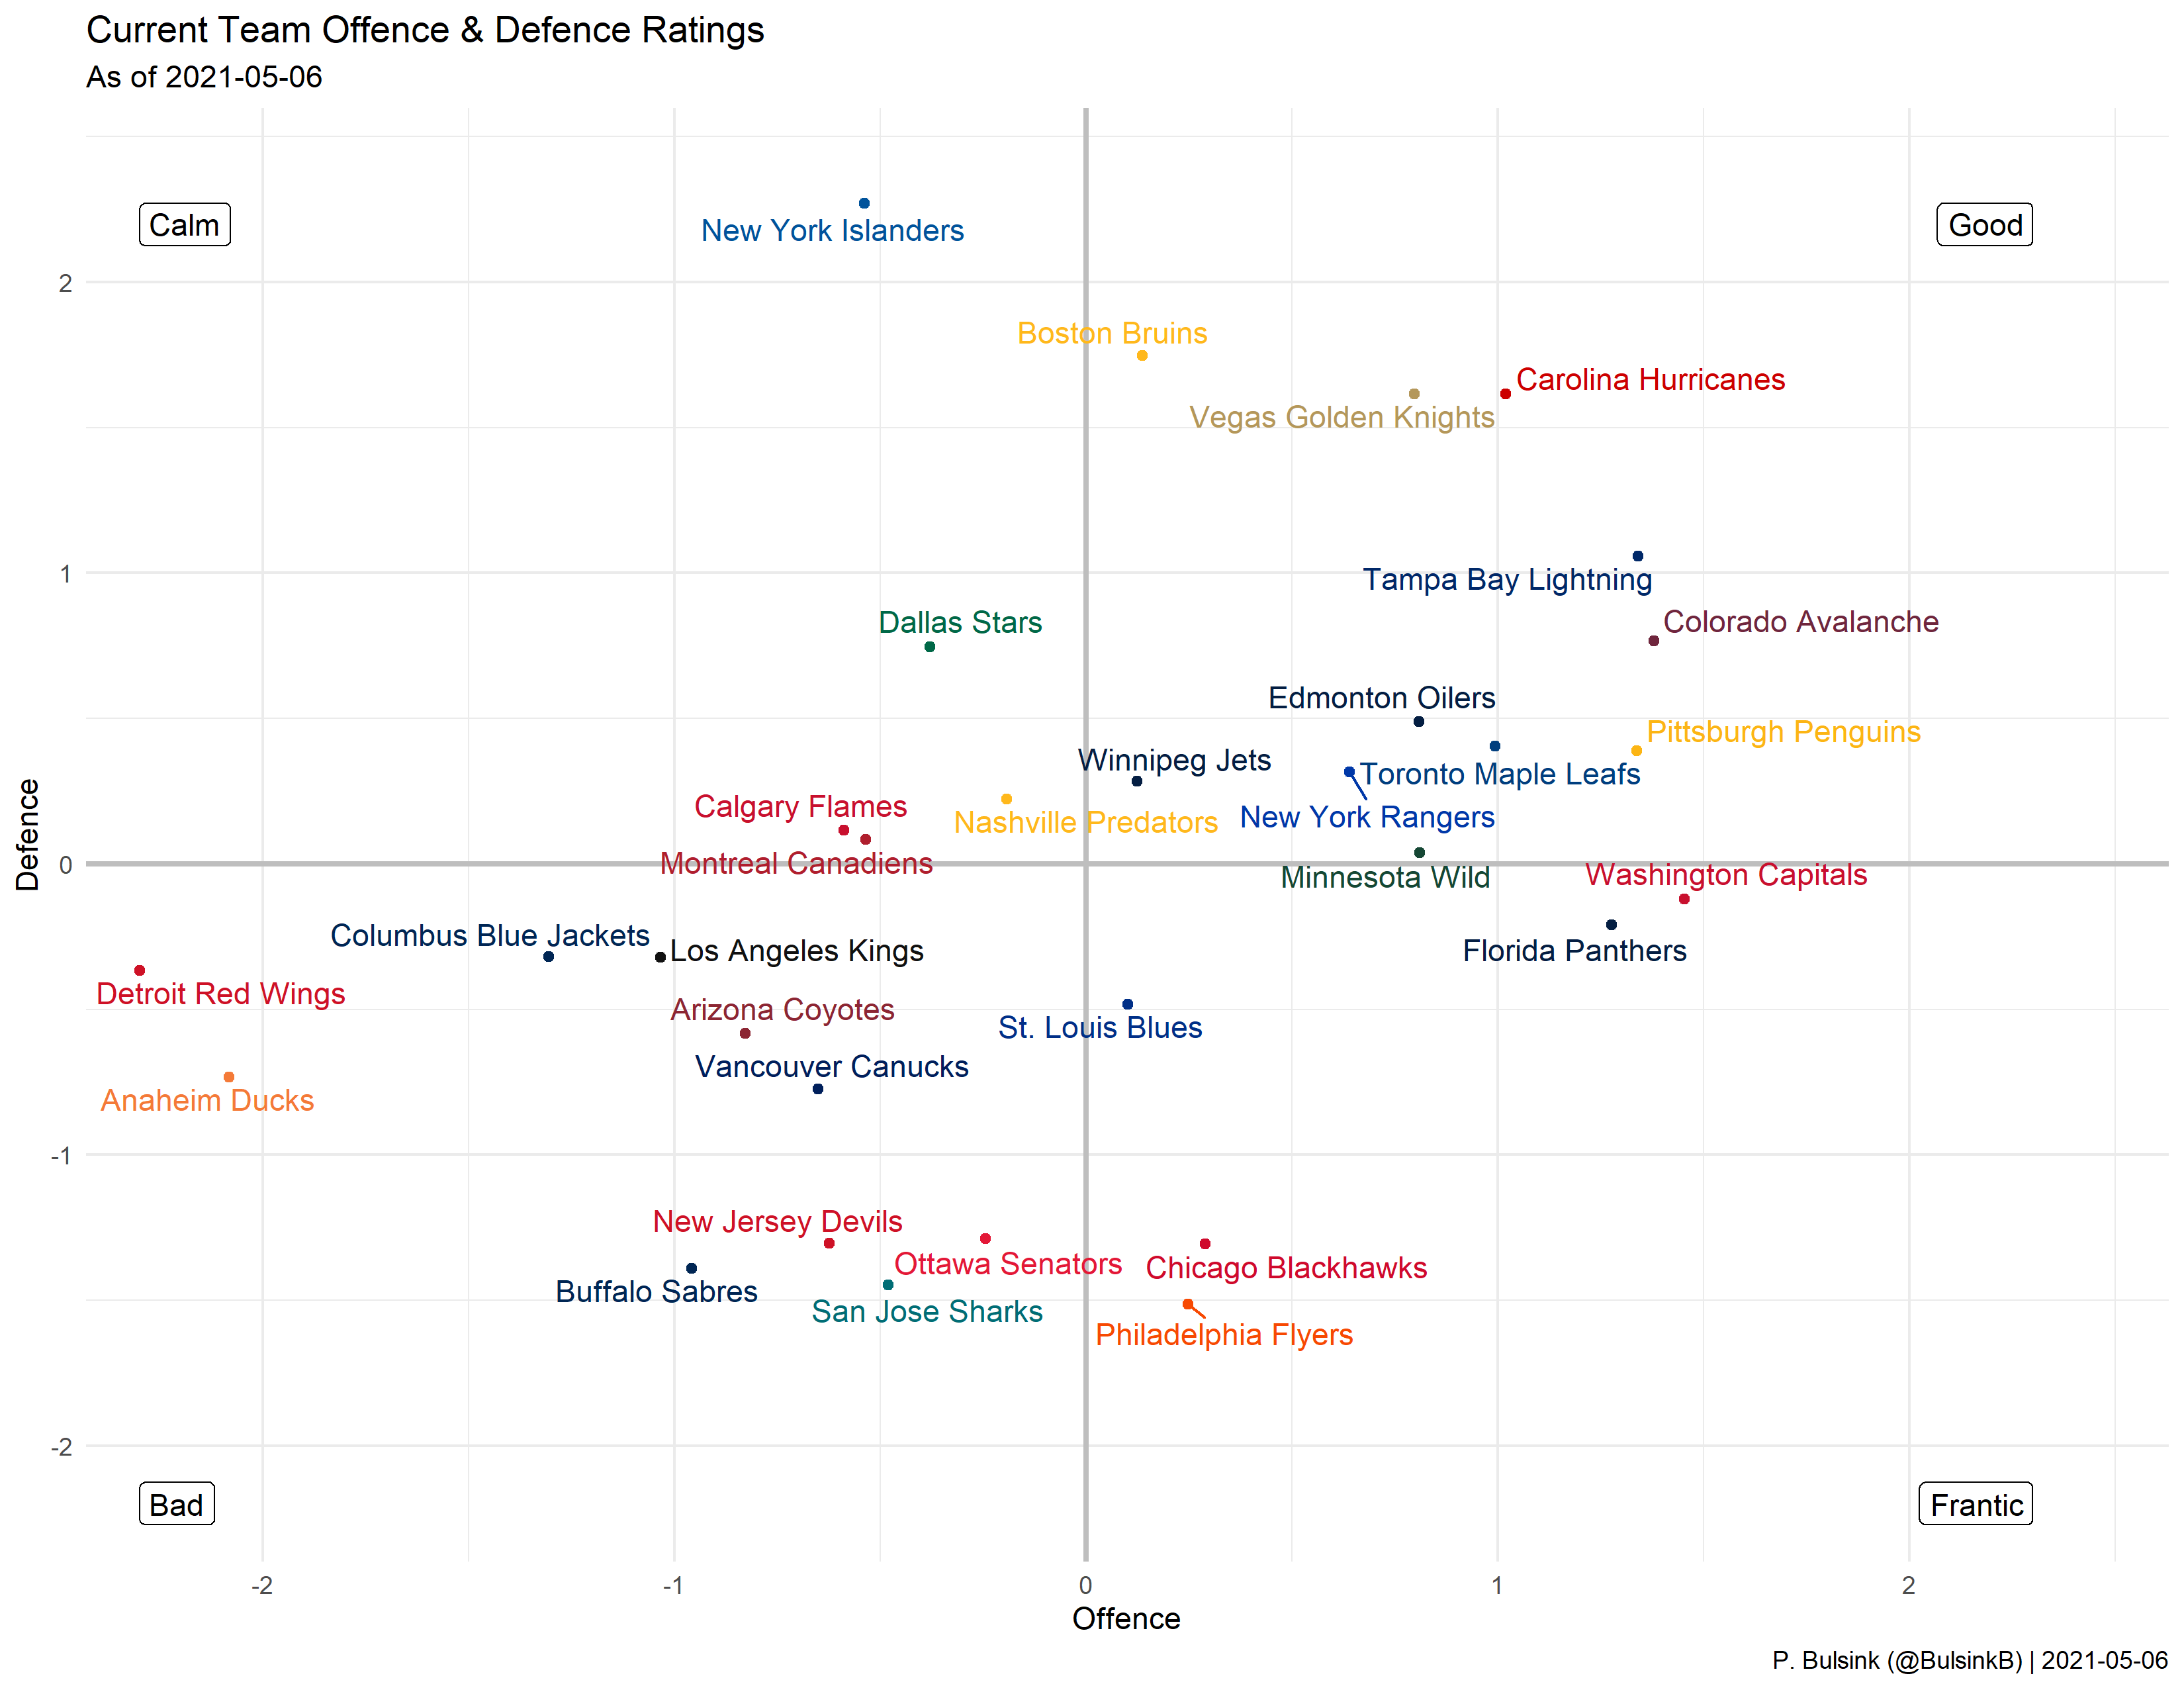 Current Team Offence & Defence Ratings
As of 2021-05-06
Calm
New York Islanders
Good
2
Boston Bruins
Carolina Hurricanes
Vegas Golden Knights
1
Tampa Bay Lightning
Dallas Stars
Colorado Avalanche
Edmonton Oilers
Pittsburgh Penguins
Winnipeg Jets
Toronto Maple Leafs
Calgary Flames
Nashville Predators
New York Rangers
Defence
0
Montreal Canadiens
Minnesota Wild
Washington Capitals
Columbus Blue Jackets
Los Angeles Kings
Florida Panthers
Detroit Red Wings
Arizona Coyotes
St. Louis Blues
Vancouver Canucks
Anaheim Ducks
-1
New Jersey Devils
Ottawa Senators
Chicago Blackhawks
Buffalo Sabres
San Jose Sharks
Philadelphia Flyers
-2
Bad
Frantic
-2
-1
0
1
2
Offence
P. Bulsink (@BulsinkB) | 2021-05-06